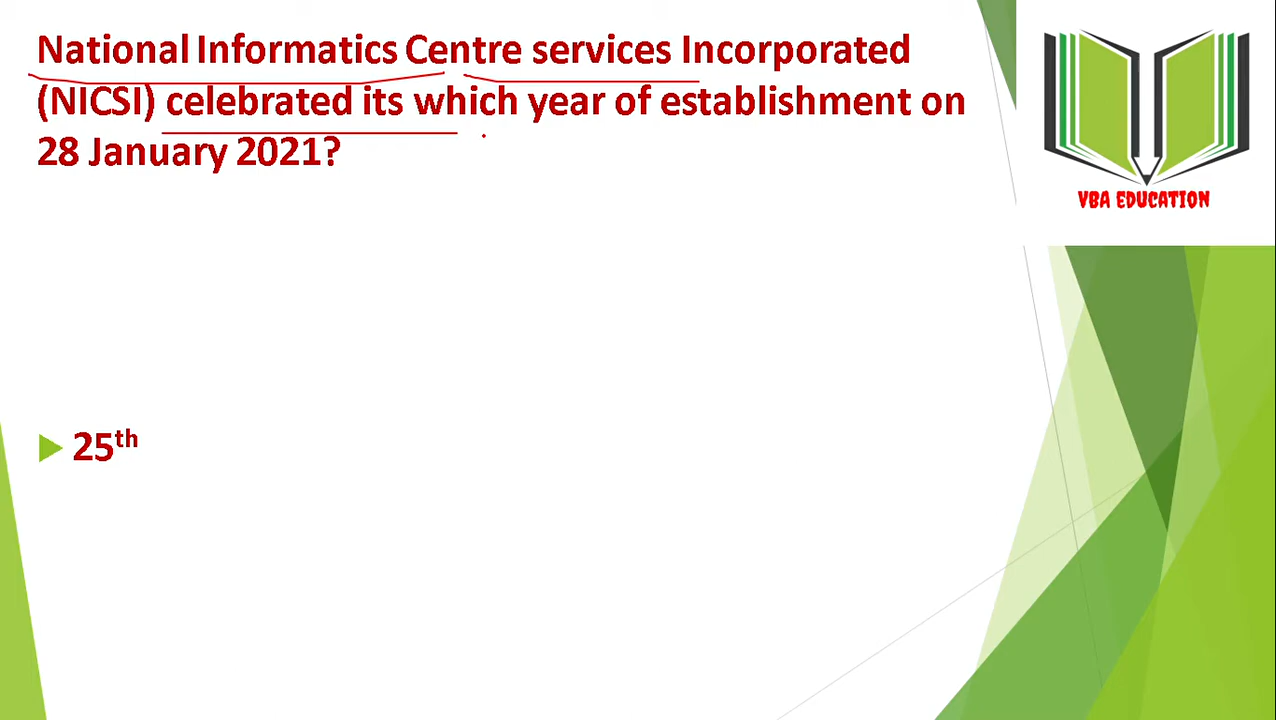 National Informatics Centre services Incorporated
(NICSI) celebrated its which year of establishment on
28 January 2021?
VBA EDUCATION
25th